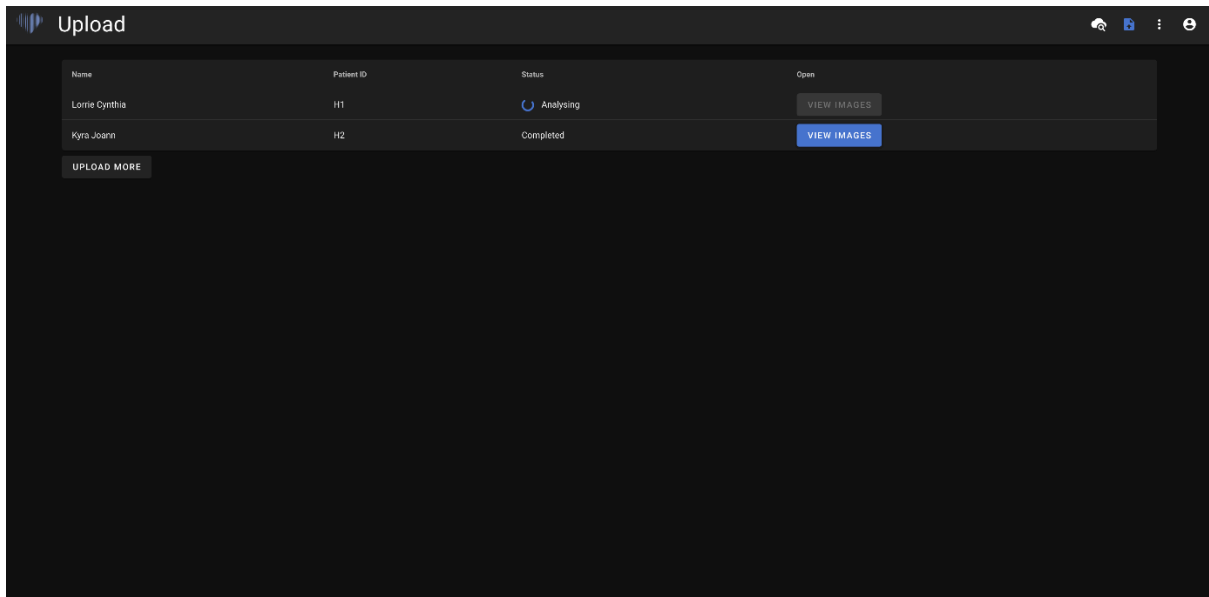 Upload
Name Patient ID Status Open
Lorrie Cynthia H1 Analysing VIEW IMAGES
Kyra Joann H2 Completed VIEW IMAGES
UPLOAD MORE